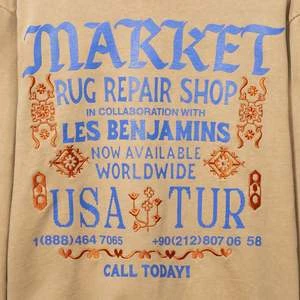 MARKET
RUG REPAIR SHOP
IN COLLABORATION WITH
LES BENJAMINS
NOW AVAILABLE
WORLDWIDE
USA TUR
1(888)464 7065 +90(212)807 06 58
CALL TODAY!